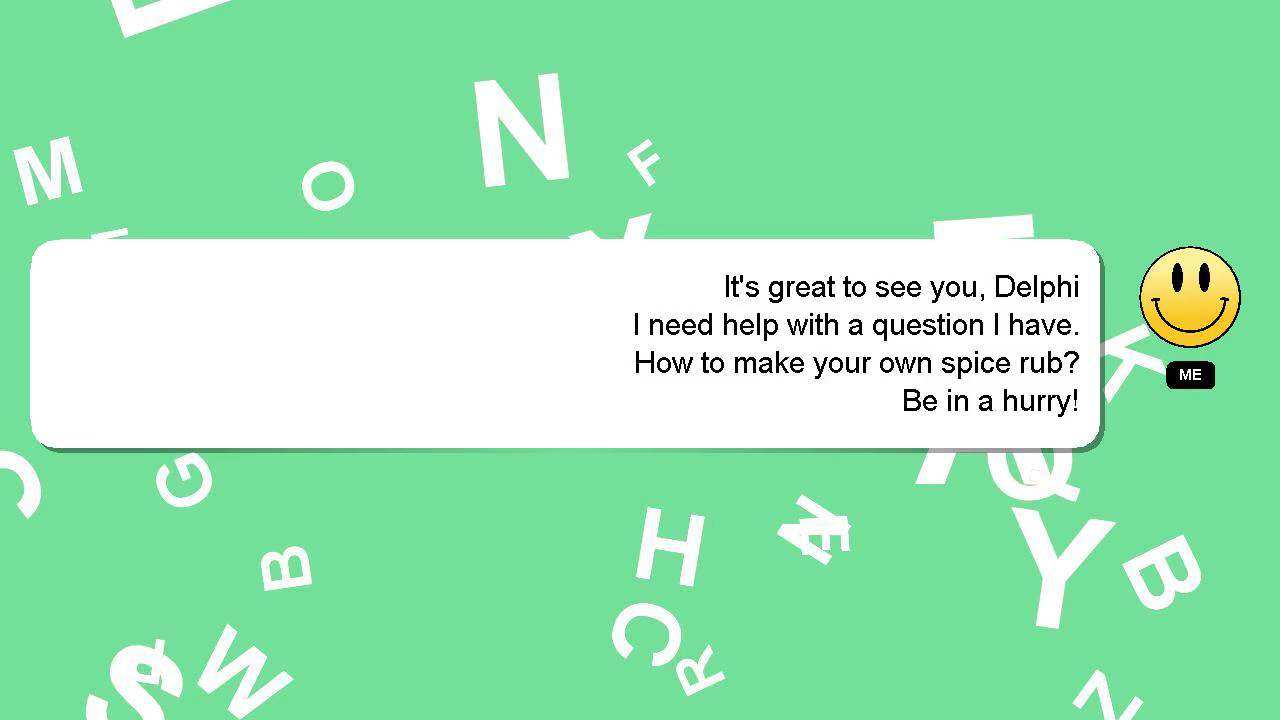 M
O
N
F
It's great to see you, Delphi
I need help with a question I have.
How to make your own spice rub?
Be in a hurry!
ME
K
G
Q
B
H
Y
B
C
R
S
W
N